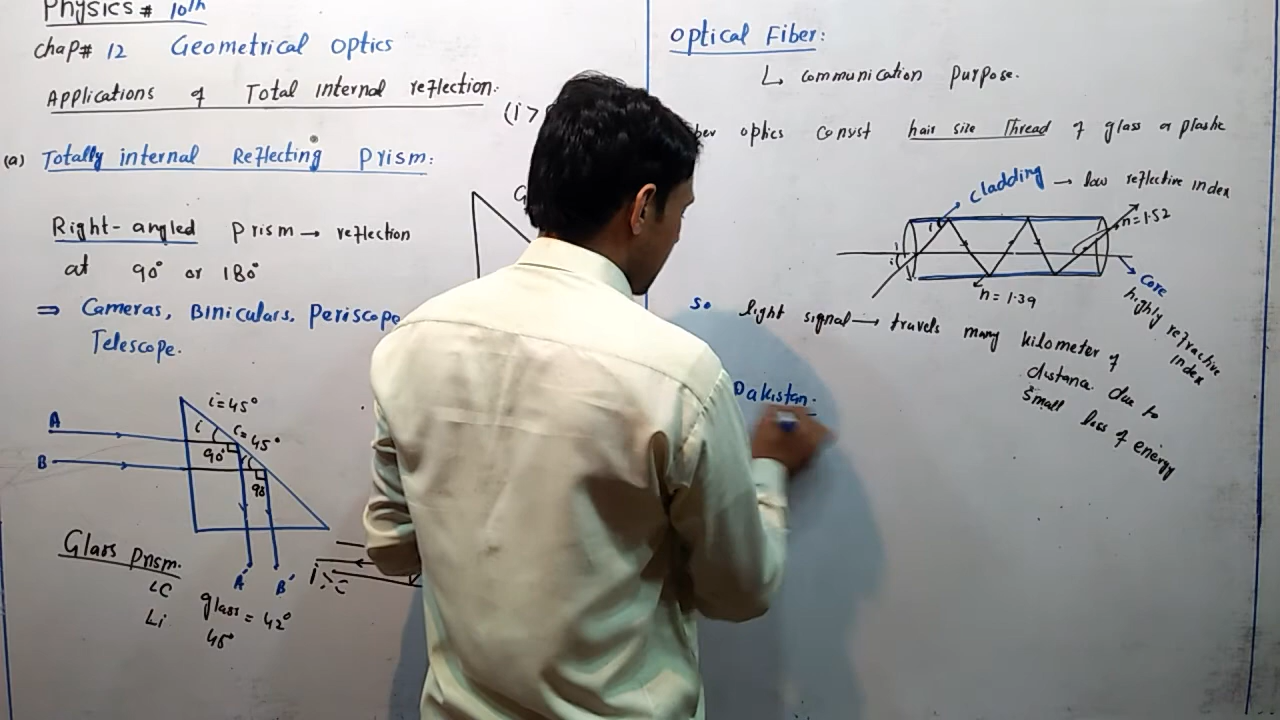 Physics # 10th
chap# 12 Geometrical optics
Applications of Total internal reflection.
(i >
(a) Totally internal Reflecting Prism:
Right-angled prism → reflection
at 90° or 180°
⇒ Cameras, Biniculars, Periscope
Telescope.
i=45°
A
i
c=45°
B
90°
90
Glass prism.
A'
B'
∠C
∠i
glass = 42°
45°
i>c
G
Optical Fiber:
↳ communication purpose.
ber optics consist hair size Thread of glass or plastic
cladding → low reflective index
n=1.52
n=1.39
core
highly refractive
index
So light signal → travels many kilometer of
distance due to
small loss of energy
Pakistan.